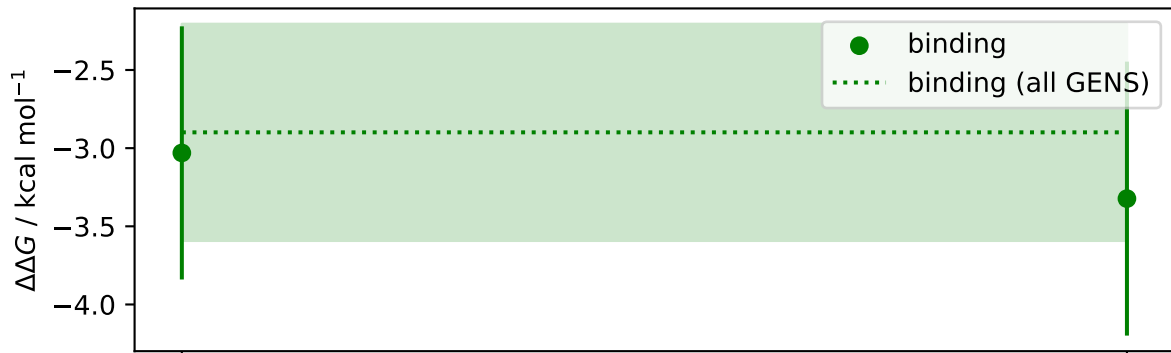 binding
binding (all GENS)
−2.5
−3.0
−3.5
−4.0
ΔΔG / kcal mol⁻¹